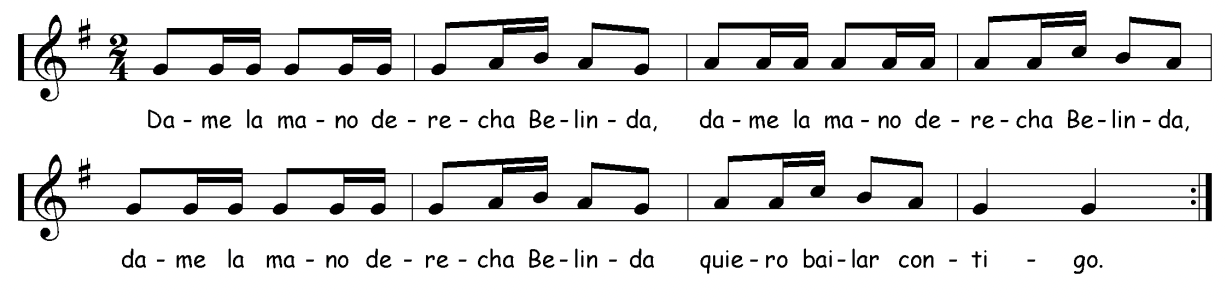 2
4
Da - me la ma - no de - re - cha Be - lin - da, da - me la ma - no de - re - cha Be - lin - da,
da - me la ma - no de - re - cha Be - lin - da quie - ro bai - lar con - ti - go.